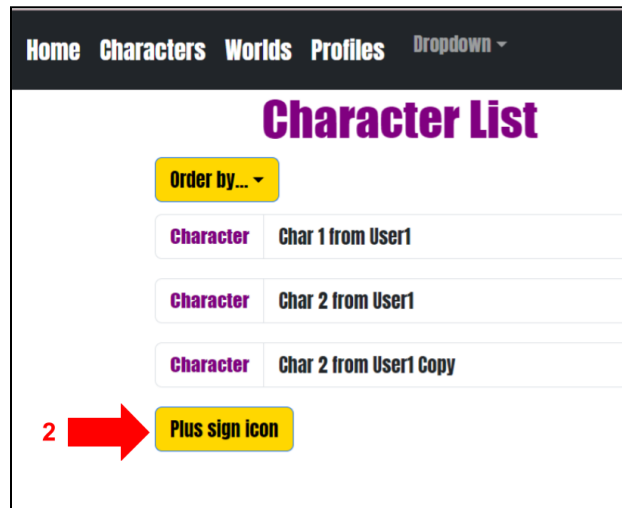 Home Characters Worlds Profiles Dropdown
Character List
Order by...
Character Char 1 from User1
Character Char 2 from User1
Character Char 2 from User1 Copy
2 Plus sign icon